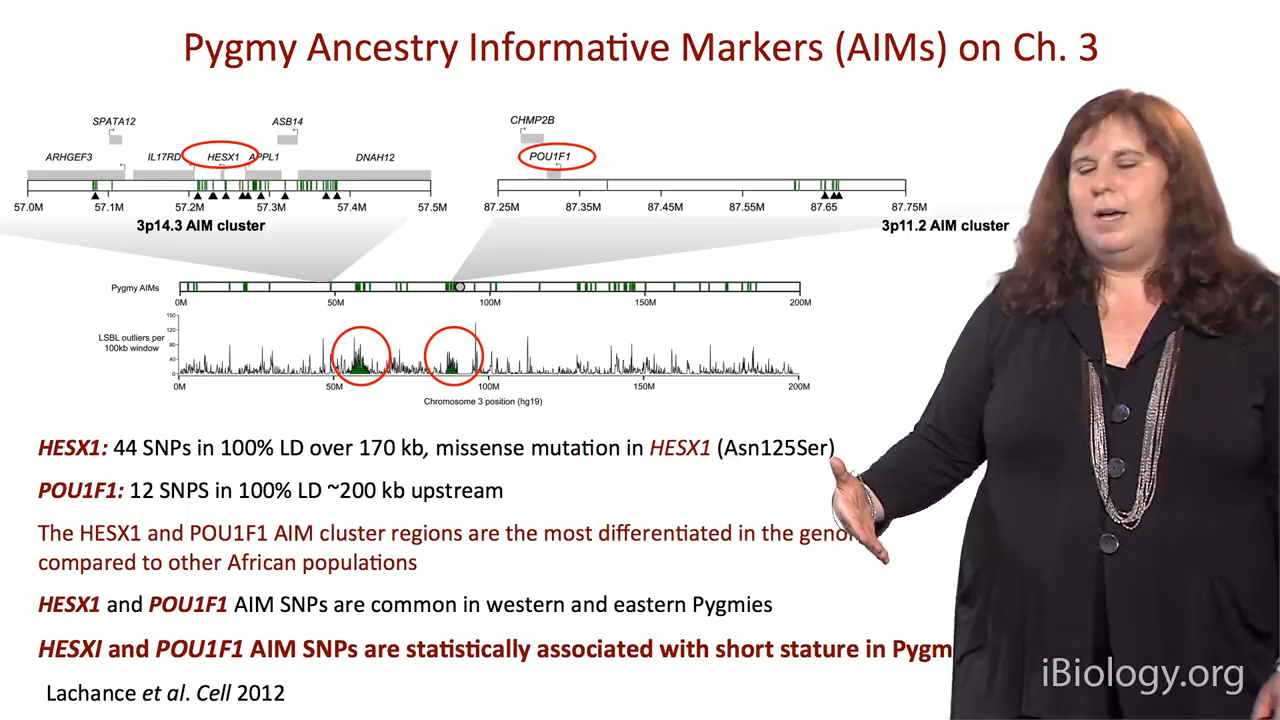 Pygmy Ancestry Informative Markers (AIMs) on Ch. 3
SPATA12
ASB14
CHMP2B
ARHGEF3
IL17RD
HESX1
APPL1
DNAH12
POU1F1
57.0M 57.1M 57.2M 57.3M 57.4M 57.5M
87.25M 87.35M 87.45M 87.55M 87.65 87.75M
3p14.3 AIM cluster
3p11.2 AIM cluster
Pygmy AIMs
0M 50M 100M 150M 200M
LSBL outliers per
100kb window
150
120
80
40
0
0M 50M 100M 150M 200M
Chromosome 3 position (hg19)
HESX1: 44 SNPs in 100% LD over 170 kb, missense mutation in HESX1 (Asn125Ser)
POU1F1: 12 SNPS in 100% LD ~200 kb upstream
The HESX1 and POU1F1 AIM cluster regions are the most differentiated in the geno
compared to other African populations
HESX1 and POU1F1 AIM SNPs are common in western and eastern Pygmies
HESXI and POU1F1 AIM SNPs are statistically associated with short stature in Pygm
Lachance et al. Cell 2012
iBiology.org